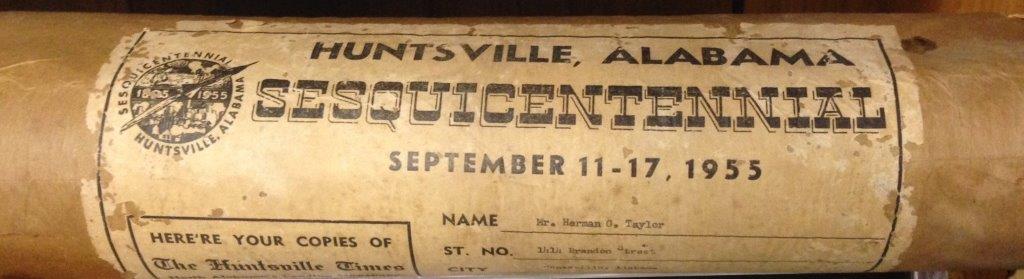 HUNTSVILLE, ALABAMA
SESQUICENTENNIAL
SESQUICENTENNIAL
1805 1955
HUNTSVILLE, ALABAMA
SEPTEMBER 11-17, 1955
NAME Mr. Herman O. Taylor
ST. NO. Brandon
CITY
HERE'RE YOUR COPIES OF
The Huntsville Times